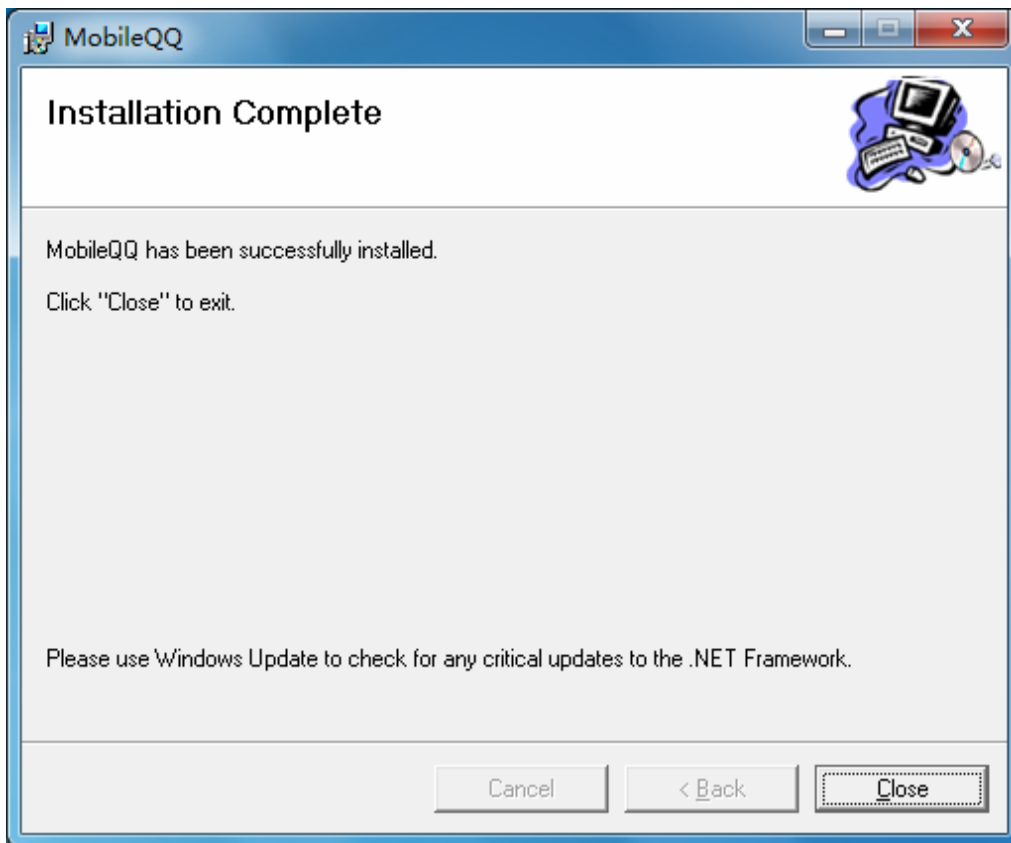 MobileQQ
Installation Complete
MobileQQ has been successfully installed.
Click "Close" to exit.
Please use Windows Update to check for any critical updates to the .NET Framework.
Cancel
< Back
Close